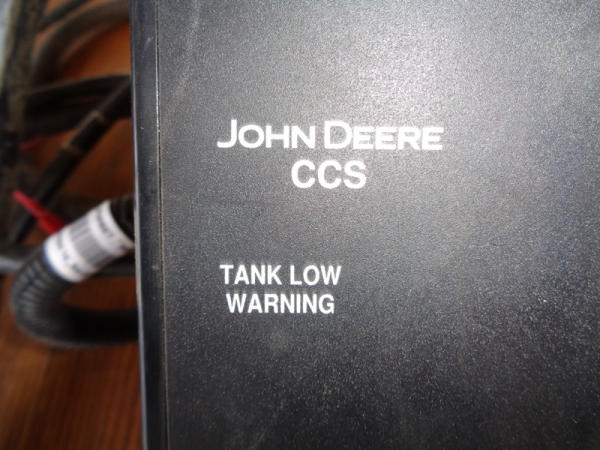 JOHN DEERE
CCS
TANK LOW
WARNING